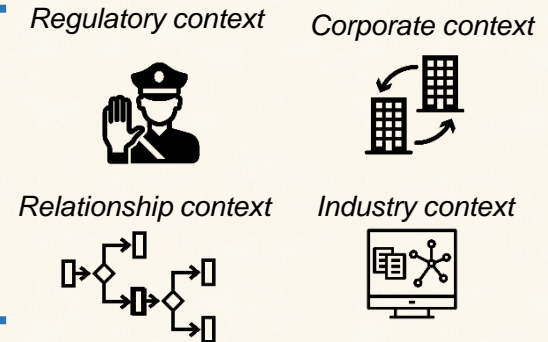 Regulatory context
Corporate context
Relationship context
Industry context